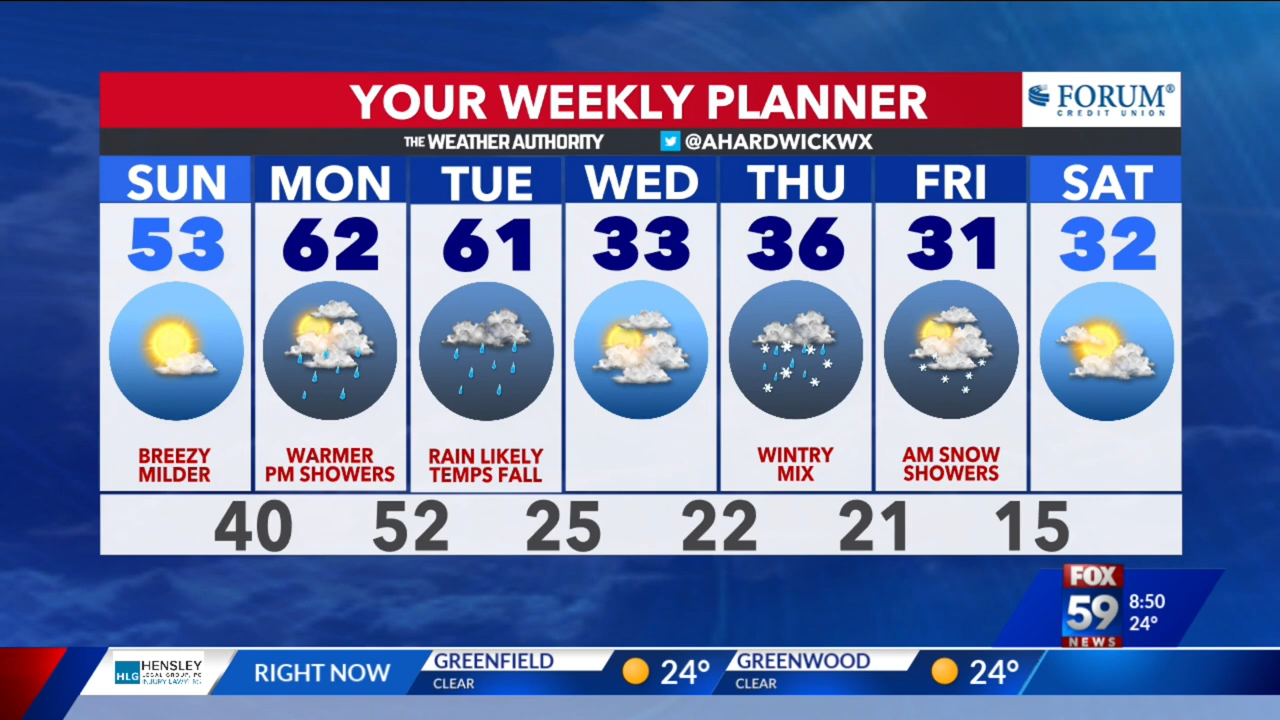 YOUR WEEKLY PLANNER
FORUM®
CREDIT UNION
THE WEATHER AUTHORITY
@AHARDWICKWX
SUN MON TUE WED THU FRI SAT
53 62 61 33 36 31 32
BREEZY
MILDER
WARMER
PM SHOWERS
RAIN LIKELY
TEMPS FALL
WINTRY
MIX
AM SNOW
SHOWERS
40 52 25 22 21 15
FOX
59
NEWS
8:50
24°
HLG
HENSLEY
LEGAL GROUP, PC
INJURY LAWYERS
RIGHT NOW
GREENFIELD
CLEAR
24°
GREENWOOD
CLEAR
24°